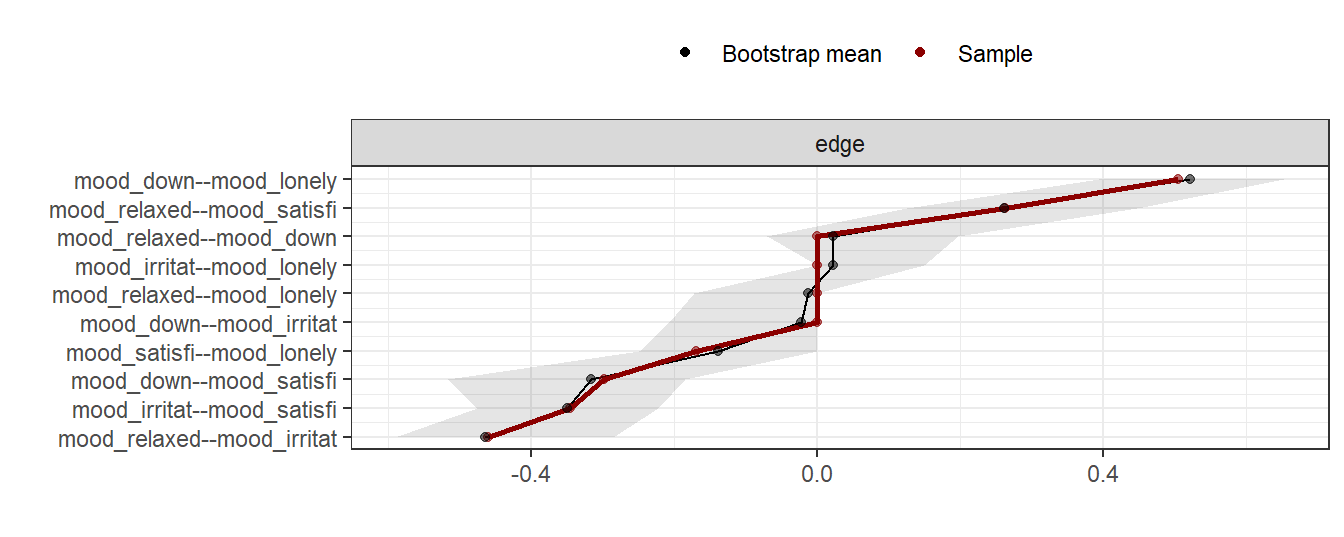 Bootstrap mean Sample
edge
mood_down--mood_lonely
mood_relaxed--mood_satisfi
mood_relaxed--mood_down
mood_irritat--mood_lonely
mood_relaxed--mood_lonely
mood_down--mood_irritat
mood_satisfi--mood_lonely
mood_down--mood_satisfi
mood_irritat--mood_satisfi
mood_relaxed--mood_irritat
-0.4 0.0 0.4